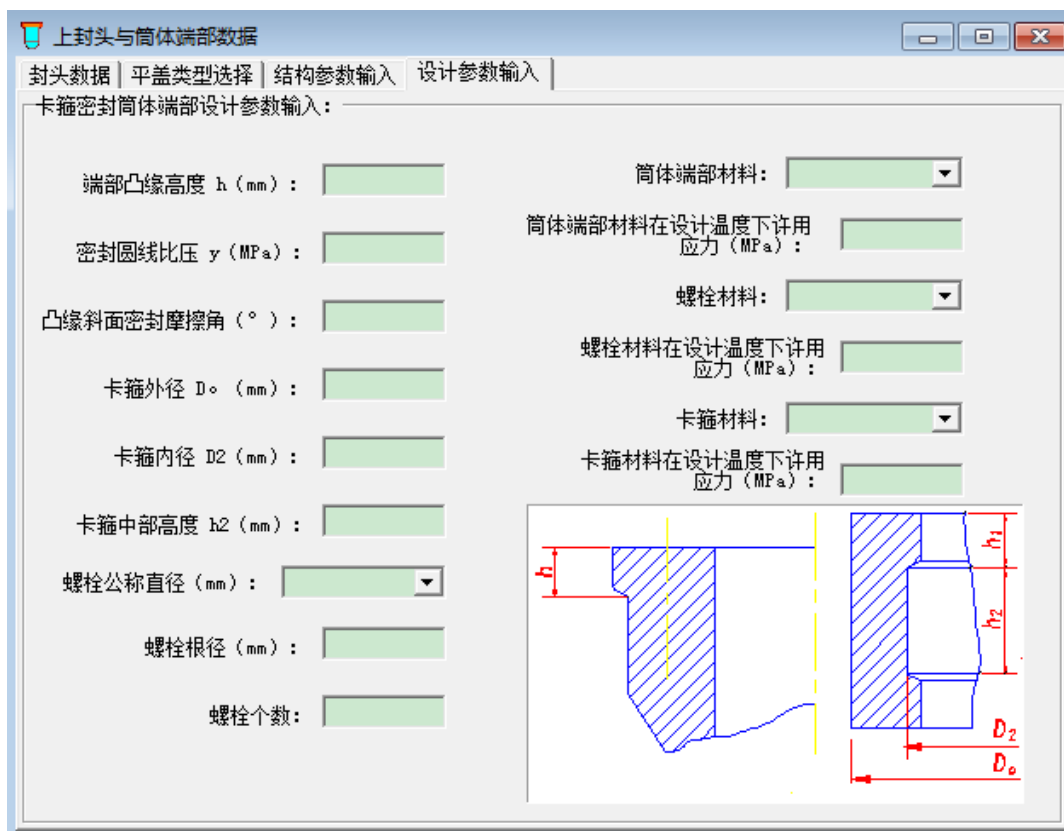 上封头与筒体端部数据
封头数据 平盖类型选择 结构参数输入 设计参数输入
卡箍密封筒体端部设计参数输入:
端部凸缘高度 h (mm) :
密封圆线比压 y (MPa) :
凸缘斜面密封摩擦角 (° ) :
卡箍外径 Do (mm) :
卡箍内径 D2 (mm) :
卡箍中部高度 h2 (mm) :
螺栓公称直径 (mm) :
螺栓根径 (mm) :
螺栓个数:
筒体端部材料:
筒体端部材料在设计温度下许用
应力 (MPa) :
螺栓材料:
螺栓材料在设计温度下许用
应力 (MPa) :
卡箍材料:
卡箍材料在设计温度下许用
应力 (MPa) :
h
h1
h2
D2
Do